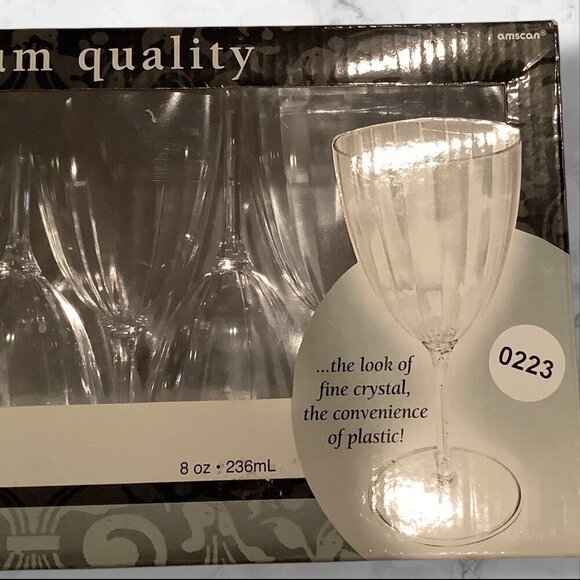 um quality
amscan®
...the look of
fine crystal,
the convenience
of plastic!
0223
8 oz • 236mL